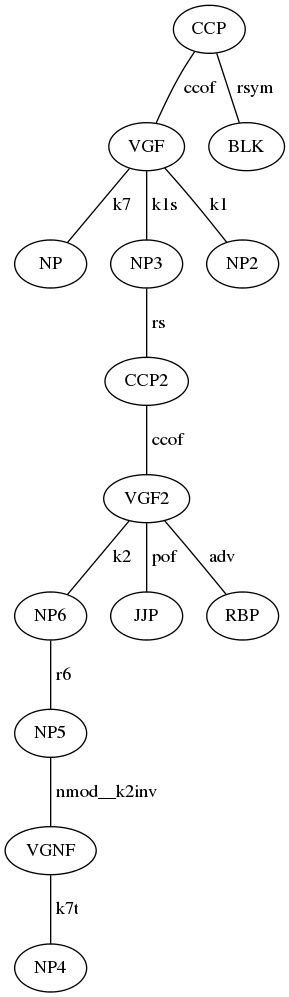 CCP
ccof rsym
VGF BLK
k7 k1s k1
NP NP3 NP2
rs
CCP2
ccof
VGF2
k2 pof adv
NP6 JJP RBP
r6
NP5
nmod__k2inv
VGNF
k7t
NP4